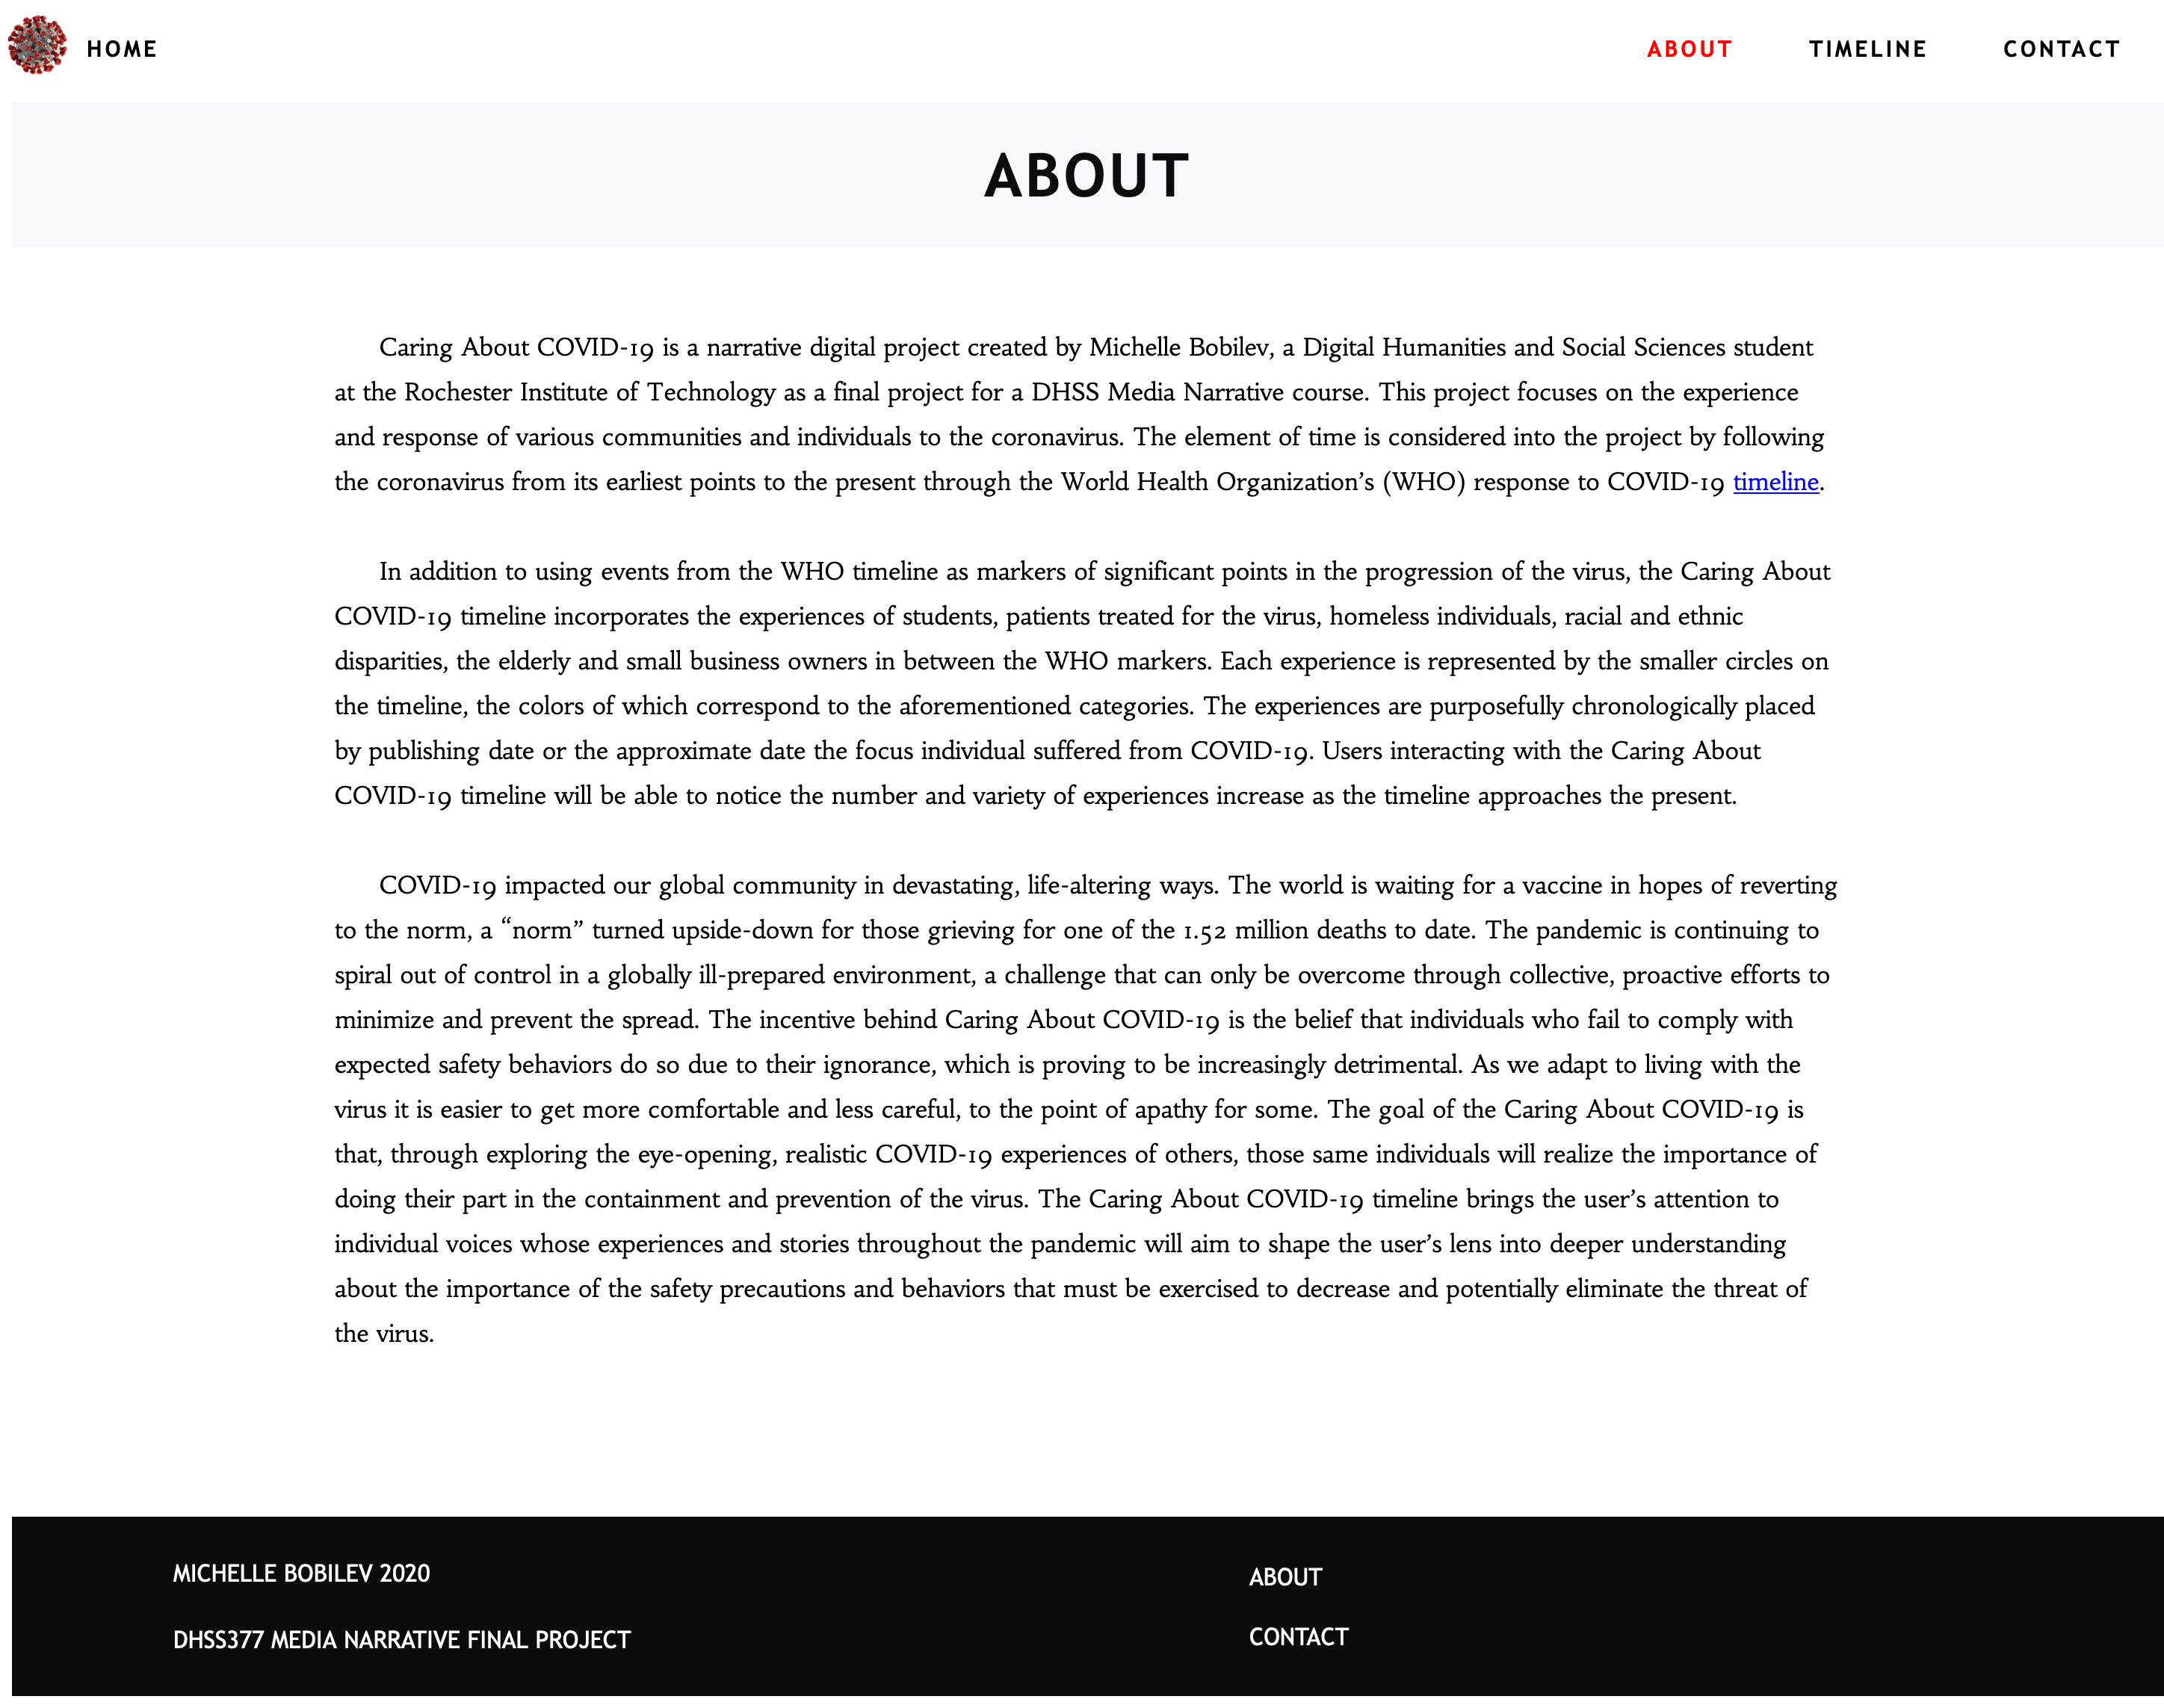 HOME
ABOUT
TIMELINE
CONTACT
ABOUT
Caring About COVID-19 is a narrative digital project created by Michelle Bobilev, a Digital Humanities and Social Sciences student
at the Rochester Institute of Technology as a final project for a DHSS Media Narrative course. This project focuses on the experience
and response of various communities and individuals to the coronavirus. The element of time is considered into the project by following
the coronavirus from its earliest points to the present through the World Health Organization’s (WHO) response to COVID-19 timeline.
In addition to using events from the WHO timeline as markers of significant points in the progression of the virus, the Caring About
COVID-19 timeline incorporates the experiences of students, patients treated for the virus, homeless individuals, racial and ethnic
disparities, the elderly and small business owners in between the WHO markers. Each experience is represented by the smaller circles on
the timeline, the colors of which correspond to the aforementioned categories. The experiences are purposefully chronologically placed
by publishing date or the approximate date the focus individual suffered from COVID-19. Users interacting with the Caring About
COVID-19 timeline will be able to notice the number and variety of experiences increase as the timeline approaches the present.
COVID-19 impacted our global community in devastating, life-altering ways. The world is waiting for a vaccine in hopes of reverting
to the norm, a “norm” turned upside-down for those grieving for one of the 1.52 million deaths to date. The pandemic is continuing to
spiral out of control in a globally ill-prepared environment, a challenge that can only be overcome through collective, proactive efforts to
minimize and prevent the spread. The incentive behind Caring About COVID-19 is the belief that individuals who fail to comply with
expected safety behaviors do so due to their ignorance, which is proving to be increasingly detrimental. As we adapt to living with the
virus it is easier to get more comfortable and less careful, to the point of apathy for some. The goal of the Caring About COVID-19 is
that, through exploring the eye-opening, realistic COVID-19 experiences of others, those same individuals will realize the importance of
doing their part in the containment and prevention of the virus. The Caring About COVID-19 timeline brings the user’s attention to
individual voices whose experiences and stories throughout the pandemic will aim to shape the user’s lens into deeper understanding
about the importance of the safety precautions and behaviors that must be exercised to decrease and potentially eliminate the threat of
the virus.
MICHELLE BOBILEV 2020
DHSS377 MEDIA NARRATIVE FINAL PROJECT
ABOUT
CONTACT